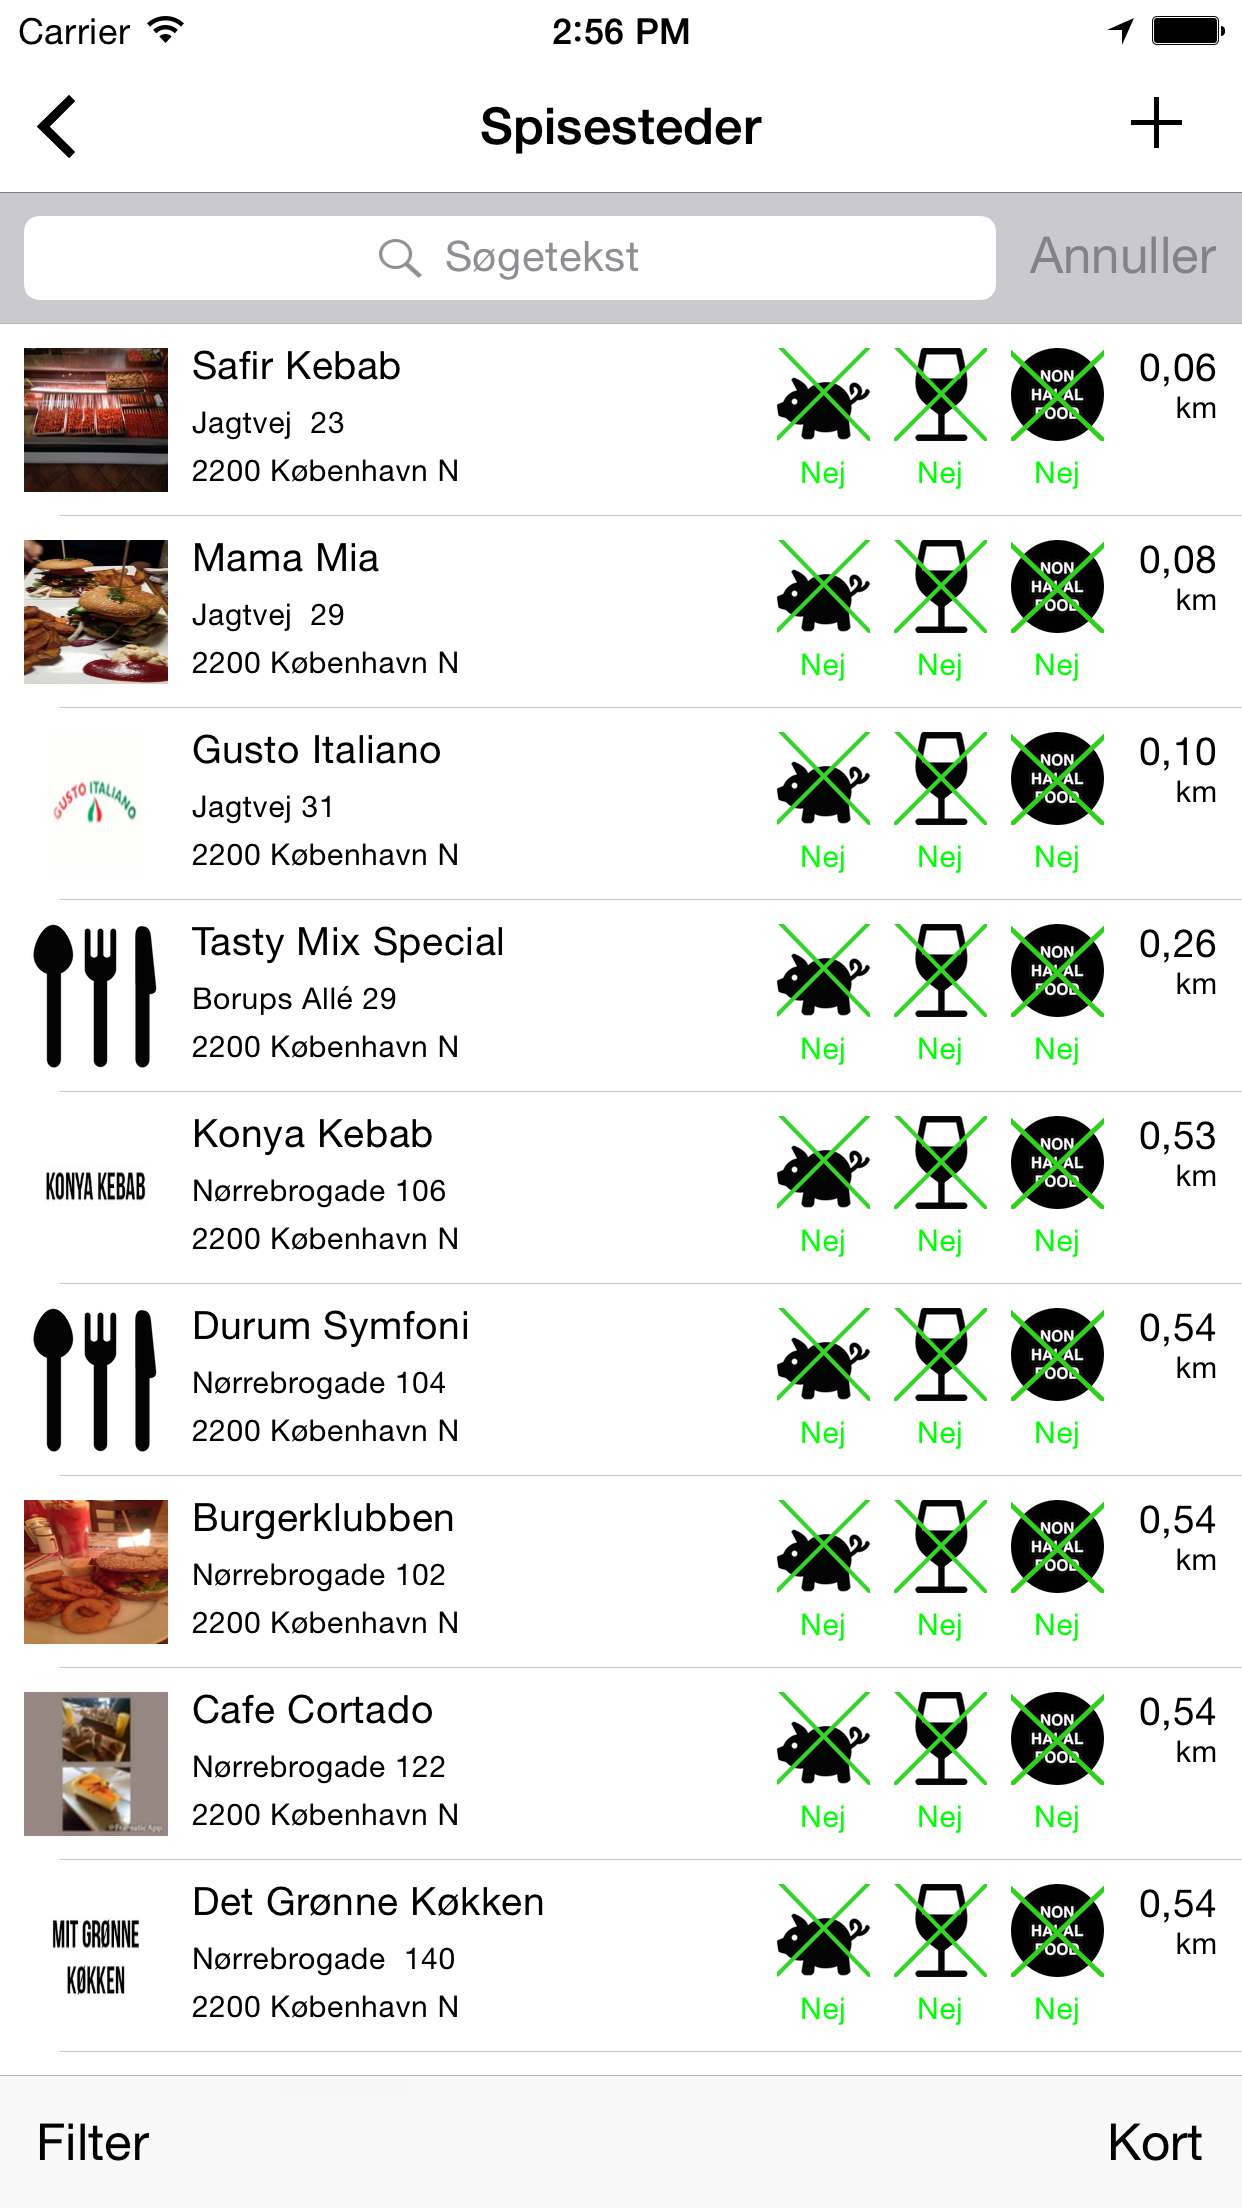 Carrier 2:56 PM
Spisesteder
Søgetekst Annuller
Safir Kebab
Jagtvej  23
2200 København N
NON
HALAL
FOOD
Nej Nej Nej
0,06
km
Mama Mia
Jagtvej  29
2200 København N
NON
HALAL
FOOD
Nej Nej Nej
0,08
km
GUSTO ITALIANO
Gusto Italiano
Jagtvej 31
2200 København N
NON
HALAL
FOOD
Nej Nej Nej
0,10
km
Tasty Mix Special
Borups Allé 29
2200 København N
NON
HALAL
FOOD
Nej Nej Nej
0,26
km
KONYA KEBAB
Konya Kebab
Nørrebrogade 106
2200 København N
NON
HALAL
FOOD
Nej Nej Nej
0,53
km
Durum Symfoni
Nørrebrogade 104
2200 København N
NON
HALAL
FOOD
Nej Nej Nej
0,54
km
Burgerklubben
Nørrebrogade 102
2200 København N
NON
HALAL
FOOD
Nej Nej Nej
0,54
km
Cafe Cortado
Nørrebrogade 122
2200 København N
NON
HALAL
FOOD
Nej Nej Nej
0,54
km
MIT GRØNNE
KØKKEN
Det Grønne Køkken
Nørrebrogade  140
2200 København N
NON
HALAL
FOOD
Nej Nej Nej
0,54
km
Filter Kort